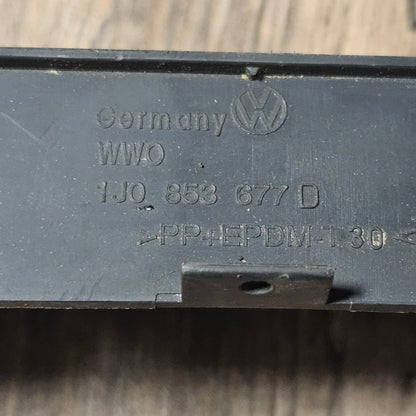 Germany
WWO
1J0 853 677 D
>PP+EPDM-T30<